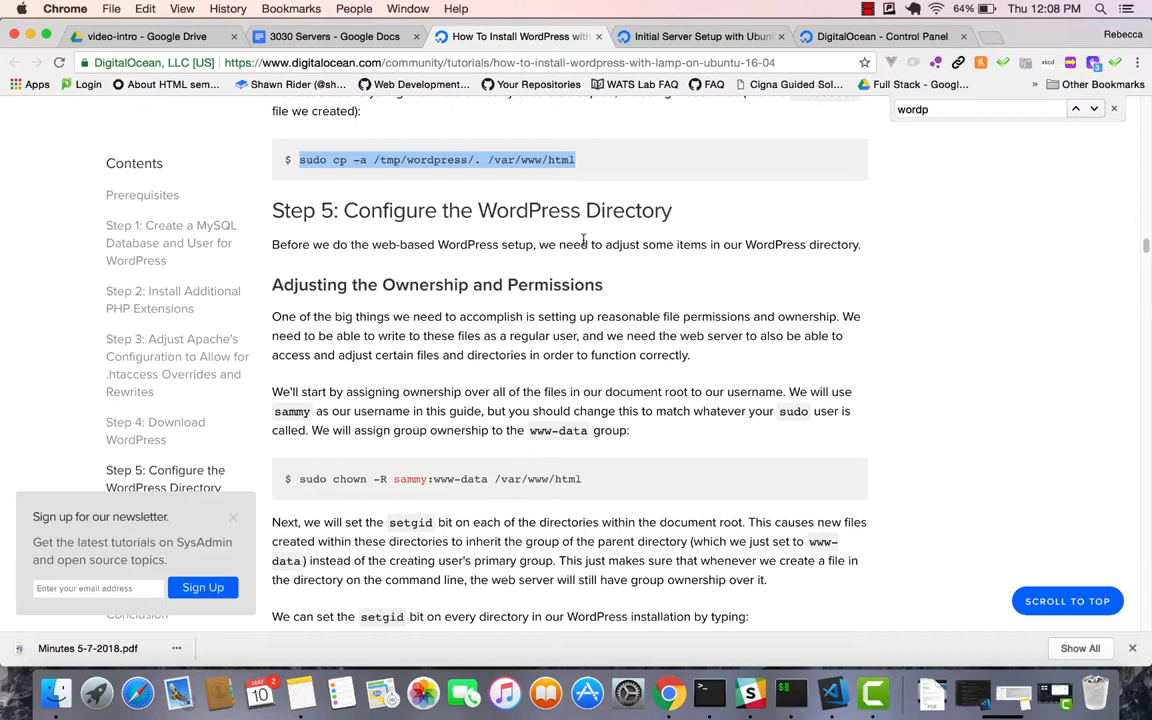 Chrome File Edit View History Bookmarks People Window Help
64% Thu 12:08 PM
video-intro - Google Drive
3030 Servers - Google Docs
How To Install WordPress with
Initial Server Setup with Ubun
DigitalOcean - Control Panel
Rebecca
DigitalOcean, LLC [US] https://www.digitalocean.com/community/tutorials/how-to-install-wordpress-with-lamp-on-ubuntu-16-04
Apps Login About HTML sem... Shawn Rider (@sh... Web Development... Your Repositories WATS Lab FAQ FAQ Cigna Guided Sol... Full Stack - Googl... » Other Bookmarks
wordp
file we created):
$ sudo cp -a /tmp/wordpress/. /var/www/html
Step 5: Configure the WordPress Directory
Before we do the web-based WordPress setup, we need to adjust some items in our WordPress directory.
Adjusting the Ownership and Permissions
One of the big things we need to accomplish is setting up reasonable file permissions and ownership. We
need to be able to write to these files as a regular user, and we need the web server to also be able to
access and adjust certain files and directories in order to function correctly.
We'll start by assigning ownership over all of the files in our document root to our username. We will use
sammy as our username in this guide, but you should change this to match whatever your sudo user is
called. We will assign group ownership to the www-data group:
$ sudo chown -R sammy:www-data /var/www/html
Next, we will set the setgid bit on each of the directories within the document root. This causes new files
created within these directories to inherit the group of the parent directory (which we just set to www-
data) instead of the creating user's primary group. This just makes sure that whenever we create a file in
the directory on the command line, the web server will still have group ownership over it.
We can set the setgid bit on every directory in our WordPress installation by typing:
Contents
Prerequisites
Step 1: Create a MySQL
Database and User for
WordPress
Step 2: Install Additional
PHP Extensions
Step 3: Adjust Apache's
Configuration to Allow for
.htaccess Overrides and
Rewrites
Step 4: Download
WordPress
Step 5: Configure the
WordPress Directory
Sign up for our newsletter.
Get the latest tutorials on SysAdmin
and open source topics.
Enter your email address Sign Up
Conclusion
SCROLL TO TOP
Minutes 5-7-2018.pdf
Show All